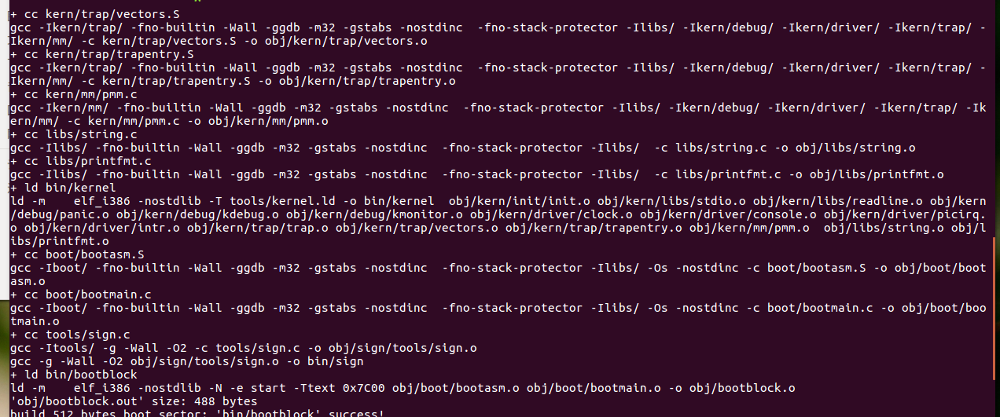 + cc kern/trap/vectors.S
gcc -Ikern/trap/ -fno-builtin -Wall -ggdb -m32 -gstabs -nostdinc  -fno-stack-protector -Ilibs/ -Ikern/debug/ -Ikern/driver/ -Ikern/trap/ -
Ikern/mm/ -c kern/trap/vectors.S -o obj/kern/trap/vectors.o
+ cc kern/trap/trapentry.S
gcc -Ikern/trap/ -fno-builtin -Wall -ggdb -m32 -gstabs -nostdinc  -fno-stack-protector -Ilibs/ -Ikern/debug/ -Ikern/driver/ -Ikern/trap/ -
Ikern/mm/ -c kern/trap/trapentry.S -o obj/kern/trap/trapentry.o
+ cc kern/mm/pmm.c
gcc -Ikern/mm/ -fno-builtin -Wall -ggdb -m32 -gstabs -nostdinc  -fno-stack-protector -Ilibs/ -Ikern/debug/ -Ikern/driver/ -Ikern/trap/ -Ik
ern/mm/ -c kern/mm/pmm.c -o obj/kern/mm/pmm.o
+ cc libs/string.c
gcc -Ilibs/ -fno-builtin -Wall -ggdb -m32 -gstabs -nostdinc  -fno-stack-protector -Ilibs/  -c libs/string.c -o obj/libs/string.o
+ cc libs/printfmt.c
gcc -Ilibs/ -fno-builtin -Wall -ggdb -m32 -gstabs -nostdinc  -fno-stack-protector -Ilibs/  -c libs/printfmt.c -o obj/libs/printfmt.o
+ ld bin/kernel
ld -m    elf_i386 -nostdlib -T tools/kernel.ld -o bin/kernel  obj/kern/init/init.o obj/kern/libs/stdio.o obj/kern/libs/readline.o obj/kern
/debug/panic.o obj/kern/debug/kdebug.o obj/kern/debug/kmonitor.o obj/kern/driver/clock.o obj/kern/driver/console.o obj/kern/driver/picirq.
o obj/kern/driver/intr.o obj/kern/trap/trap.o obj/kern/trap/vectors.o obj/kern/trap/trapentry.o obj/kern/mm/pmm.o  obj/libs/string.o obj/l
ibs/printfmt.o
+ cc boot/bootasm.S
gcc -Iboot/ -fno-builtin -Wall -ggdb -m32 -gstabs -nostdinc  -fno-stack-protector -Ilibs/ -Os -nostdinc -c boot/bootasm.S -o obj/boot/boot
asm.o
+ cc boot/bootmain.c
gcc -Iboot/ -fno-builtin -Wall -ggdb -m32 -gstabs -nostdinc  -fno-stack-protector -Ilibs/ -Os -nostdinc -c boot/bootmain.c -o obj/boot/boo
tmain.o
+ cc tools/sign.c
gcc -Itools/ -g -Wall -O2 -c tools/sign.c -o obj/sign/tools/sign.o
gcc -g -Wall -O2 obj/sign/tools/sign.o -o bin/sign
+ ld bin/bootblock
ld -m    elf_i386 -nostdlib -N -e start -Ttext 0x7C00 obj/boot/bootasm.o obj/boot/bootmain.o -o obj/bootblock.o
'obj/bootblock.out' size: 488 bytes
build 512 bytes boot sector: 'bin/bootblock' success!